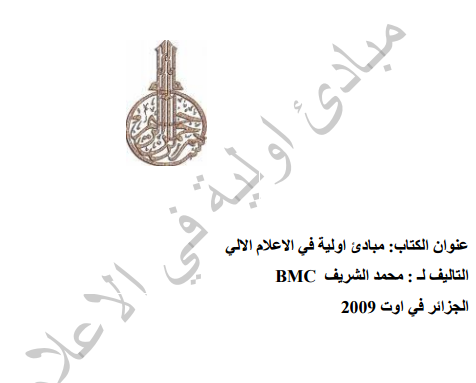 مبادئ اولية في الاعلا
عنوان الكتاب: مبادئ اولية في الاعلام الالي
التاليف لـ : محمد الشريف BMC
الجزائر في اوت 2009